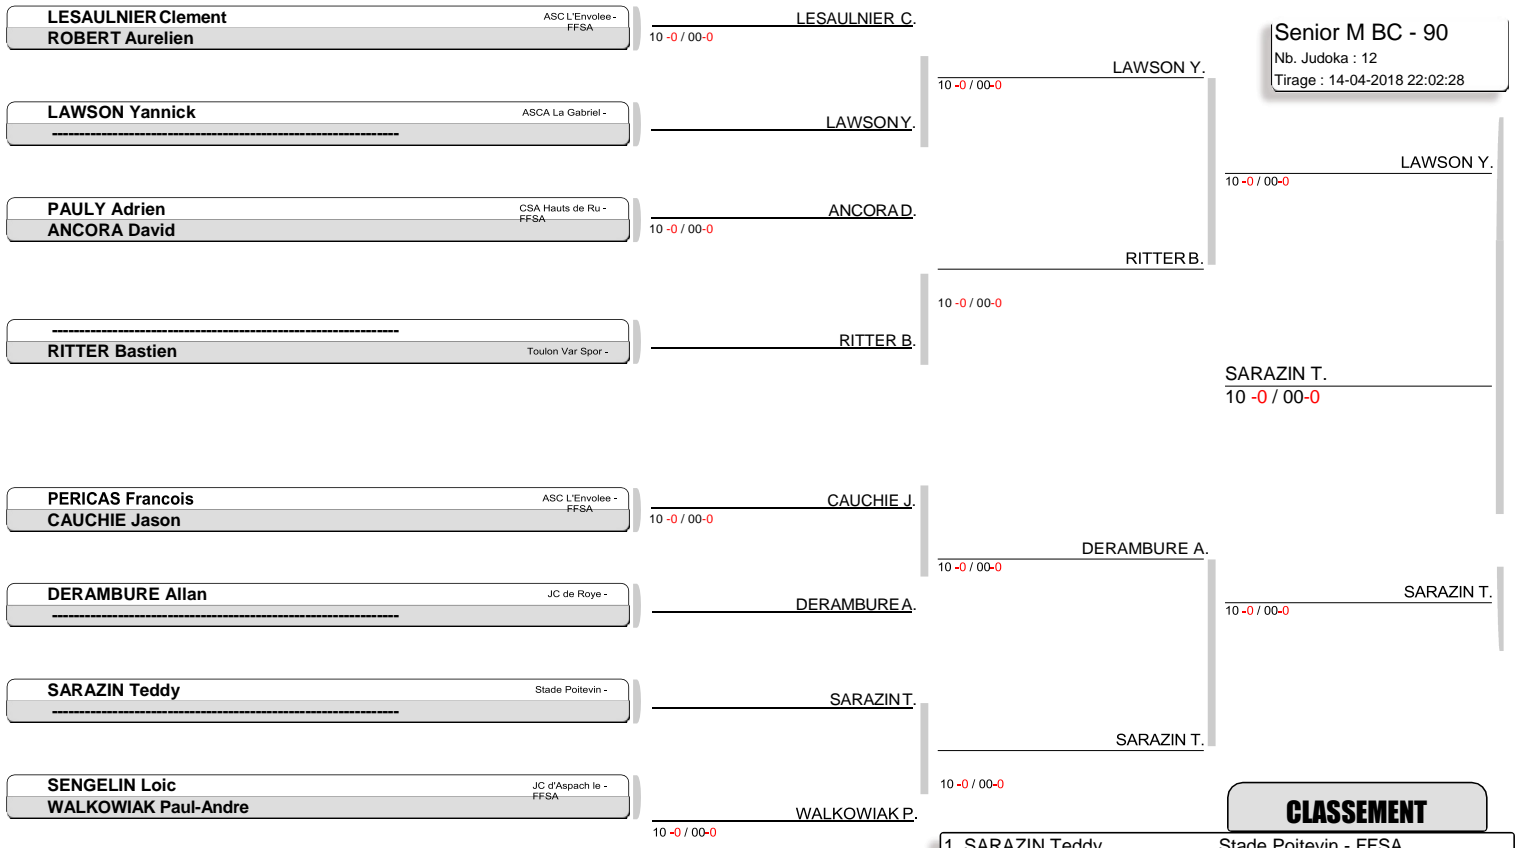 LESAULNIER Clement ASC L'Envolee -
FFSA
ROBERT Aurelien
LAWSON Yannick ASCA La Gabriel -
------------------------------------------------------------------
PAULY Adrien CSA Hauts de Ru -
FFSA
ANCORA David
------------------------------------------------------------------
RITTER Bastien Toulon Var Spor -
PERICAS Francois ASC L'Envolee -
FFSA
CAUCHIE Jason
DERAMBURE Allan JC de Roye -
------------------------------------------------------------------
SARAZIN Teddy Stade Poitevin -
------------------------------------------------------------------
SENGELIN Loic JC d'Aspach le -
FFSA
WALKOWIAK Paul-Andre
LESAULNIER C.
10 -0 / 00-0
LAWSON Y.
ANCORA D.
10 -0 / 00-0
RITTER B.
CAUCHIE J.
10 -0 / 00-0
DERAMBURE A.
SARAZIN T.
WALKOWIAK P.
10 -0 / 00-0
LAWSON Y.
10 -0 / 00-0
RITTER B.
10 -0 / 00-0
DERAMBURE A.
10 -0 / 00-0
SARAZIN T.
10 -0 / 00-0
Senior M BC - 90
Nb. Judoka : 12
Tirage : 14-04-2018 22:02:28
LAWSON Y.
10 -0 / 00-0
SARAZIN T.
10 -0 / 00-0
SARAZIN T.
10 -0 / 00-0
CLASSEMENT
1 SARAZIN Teddy Stade Poitevin - FFSA